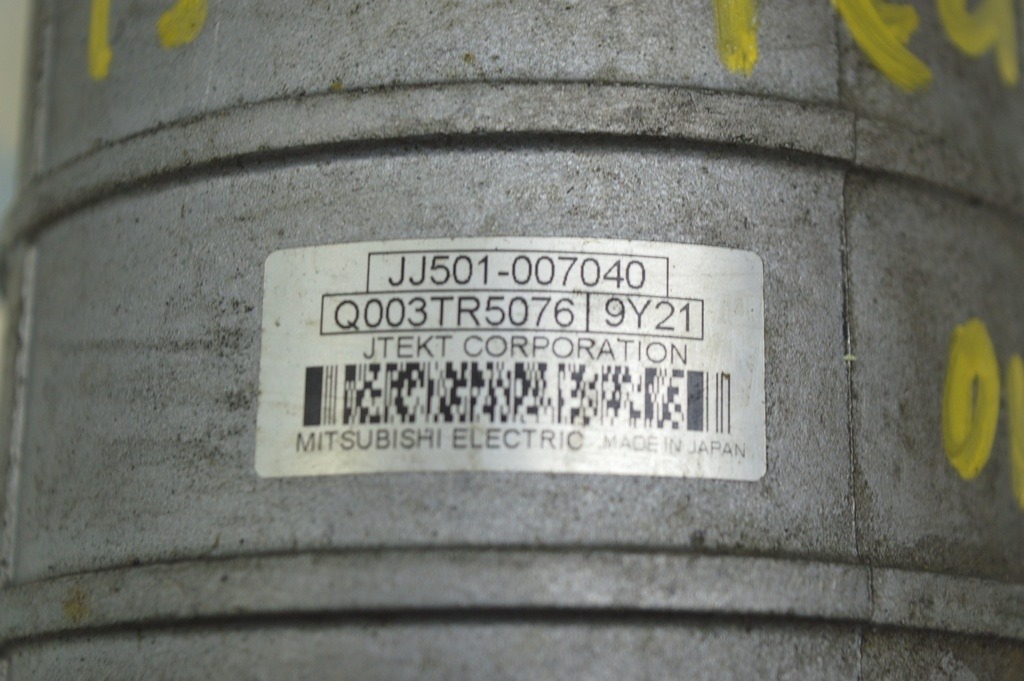 JJ501-007040
Q003TR5076 9Y21
JTEKT CORPORATION
MITSUBISHI ELECTRIC MADE IN JAPAN